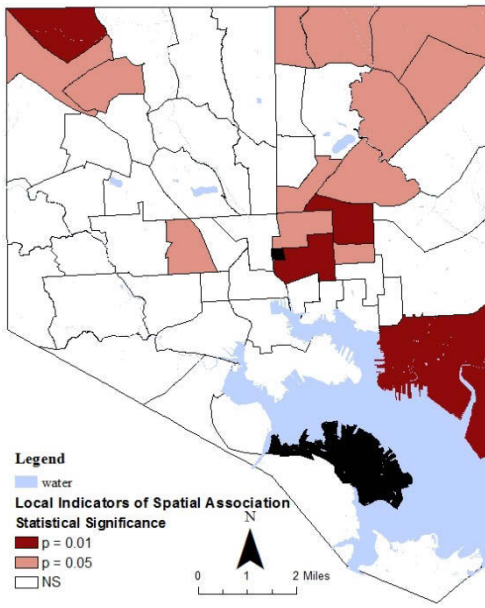 Legend
water
Local Indicators of Spatial Association
Statistical Significance
p = 0.01
p = 0.05
NS
N
0 1 2 Miles